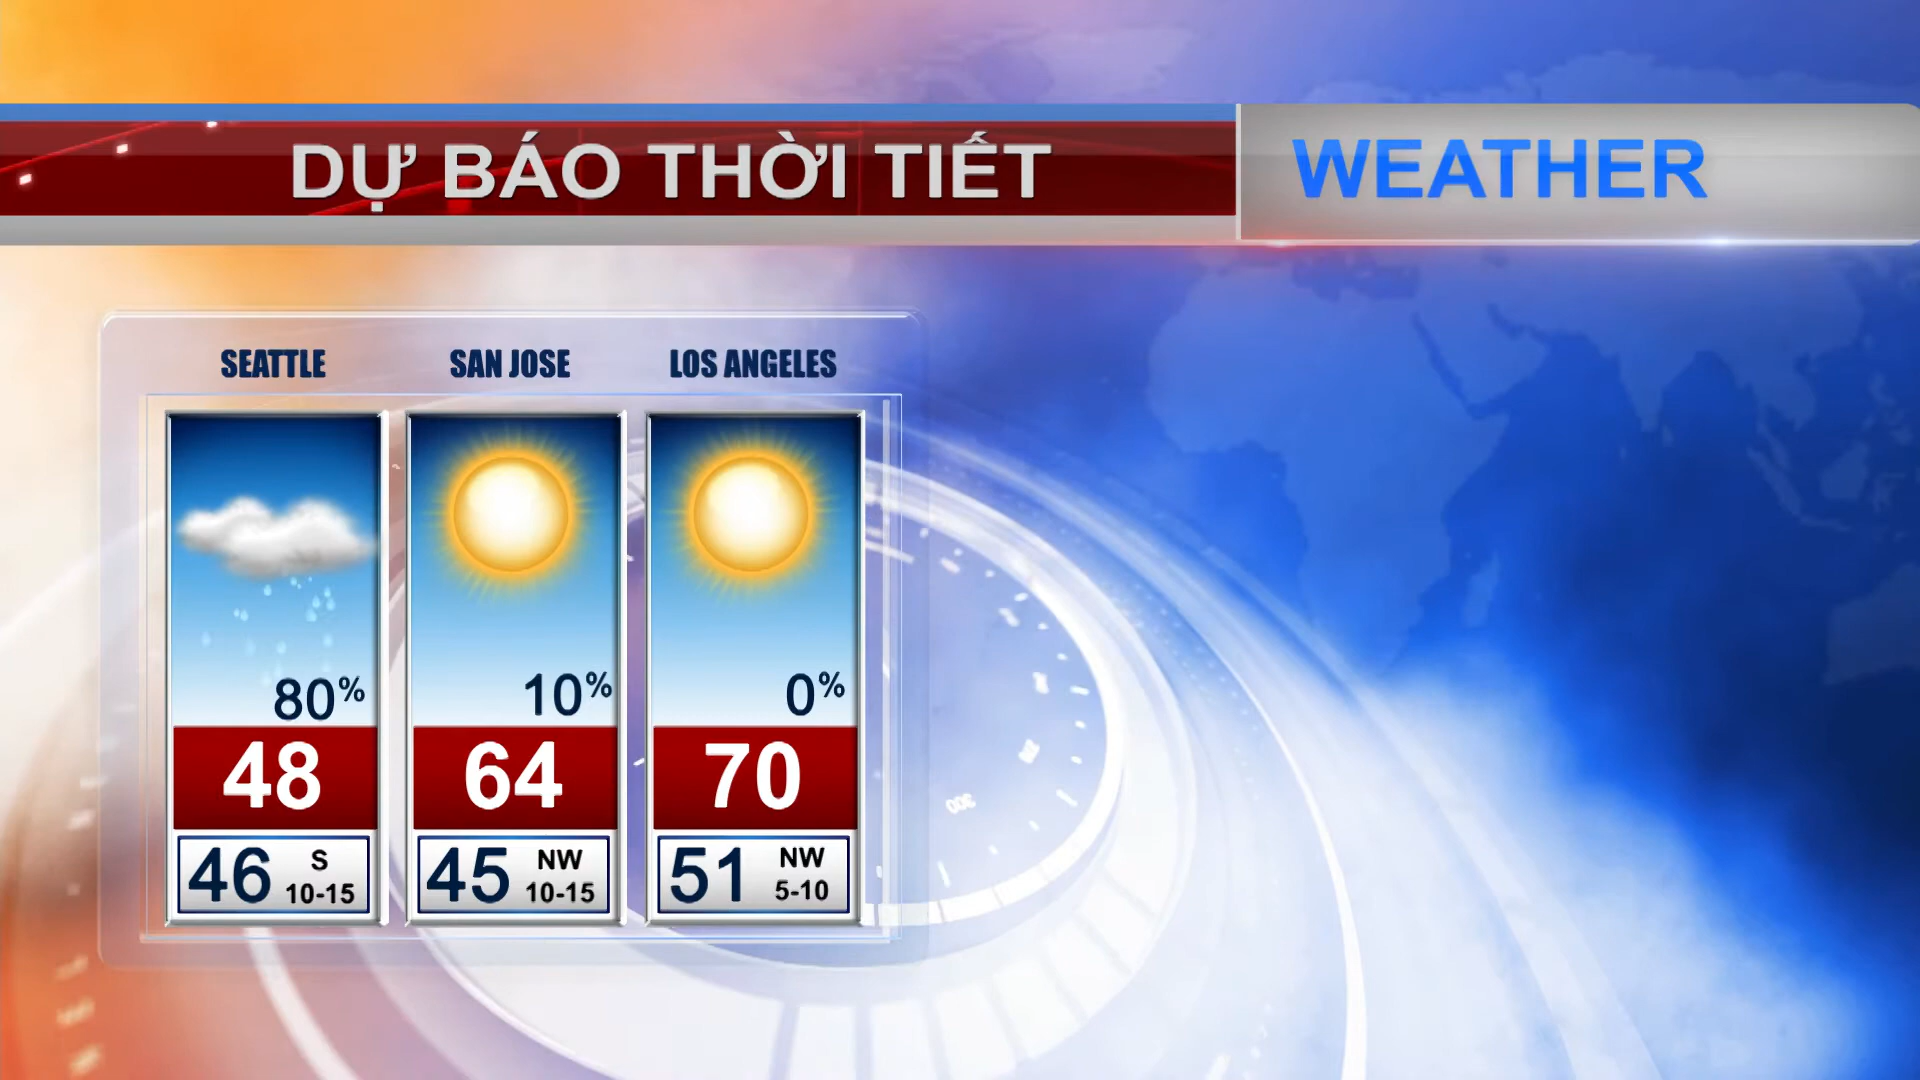 DỰ BÁO THỜI TIẾT
WEATHER
SEATTLE
80%
48
46
S
10-15
SAN JOSE
10%
64
45
NW
10-15
LOS ANGELES
0%
70
51
NW
5-10
300